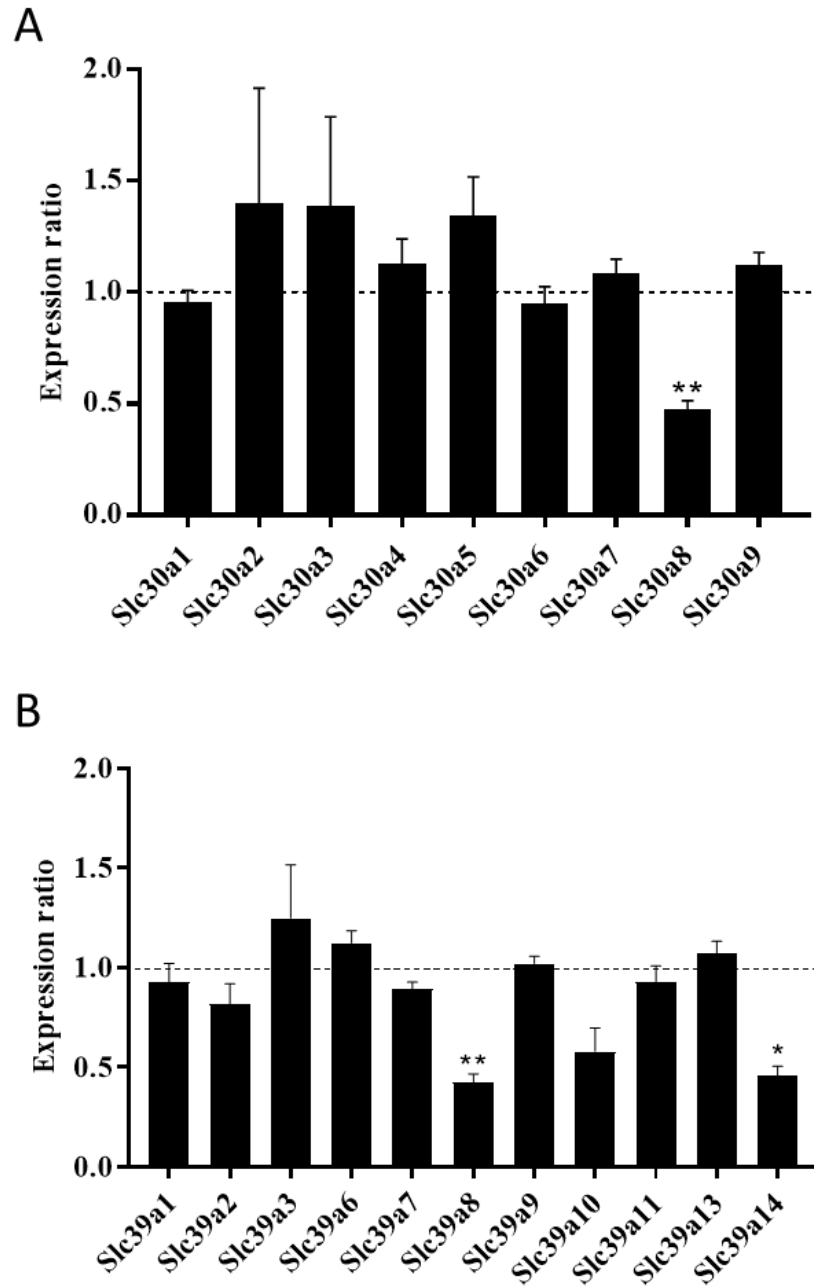 A
2.0
1.5
1.0
0.5
0.0
Expression ratio
**
Slc30a1
Slc30a2
Slc30a3
Slc30a4
Slc30a5
Slc30a6
Slc30a7
Slc30a8
Slc30a9
B
2.0
1.5
1.0
0.5
0.0
Expression ratio
**
*
Slc39a1
Slc39a2
Slc39a3
Slc39a6
Slc39a7
Slc39a8
Slc39a9
Slc39a10
Slc39a11
Slc39a13
Slc39a14